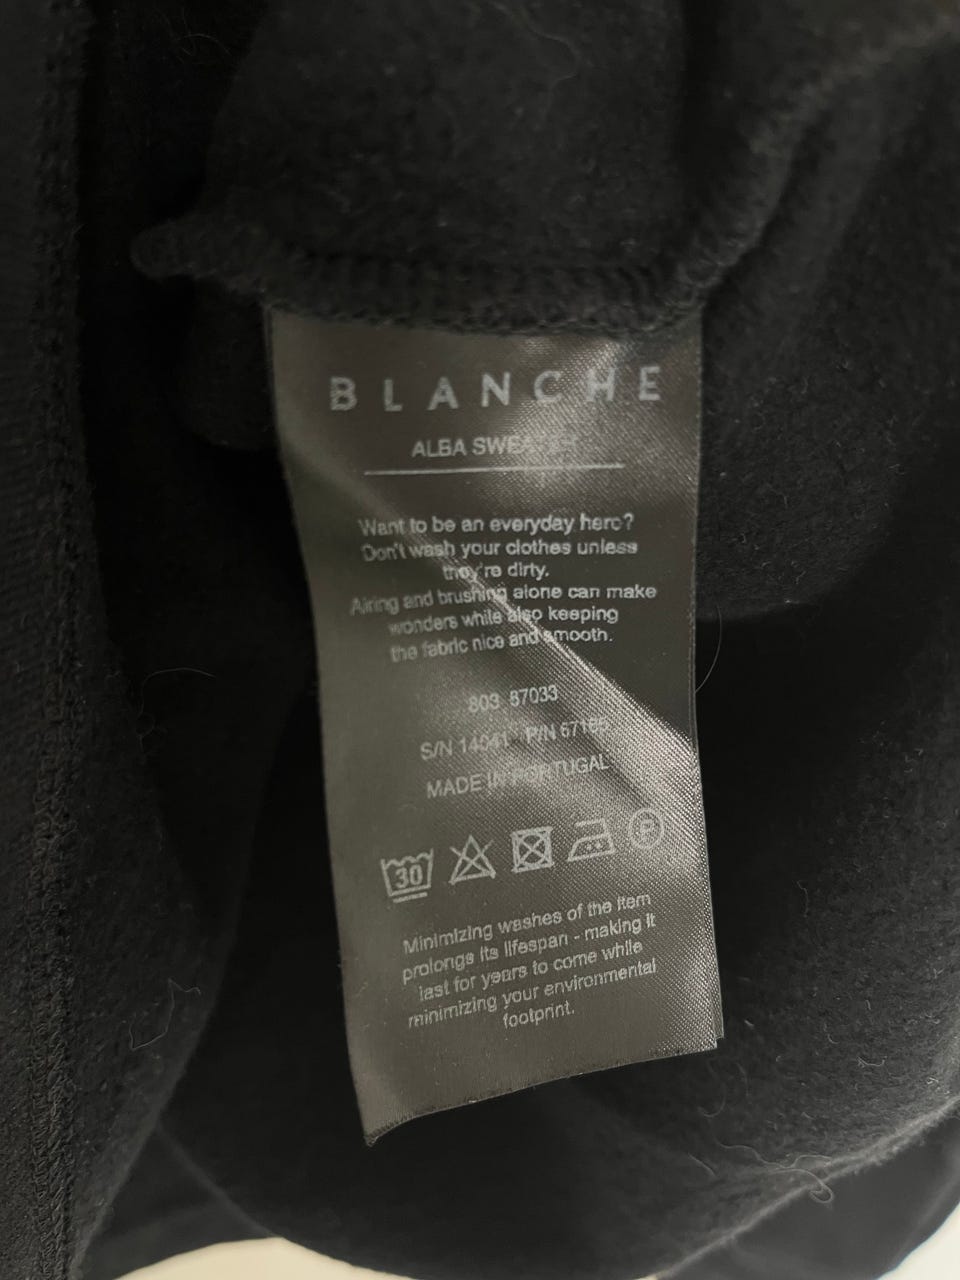 BLANCHE
ALBA SWEATER
Want to be an everyday hero?
Don't wash your clothes unless
they're dirty.
Airing and brushing alone can make
wonders while also keeping
the fabric nice and smooth.
803 87033
S/N P/N
MADE IN PORTUGAL
30
P
Minimizing washes of the item
prolongs its lifespan - making it
last for years to come while
minimizing your environmental
footprint.